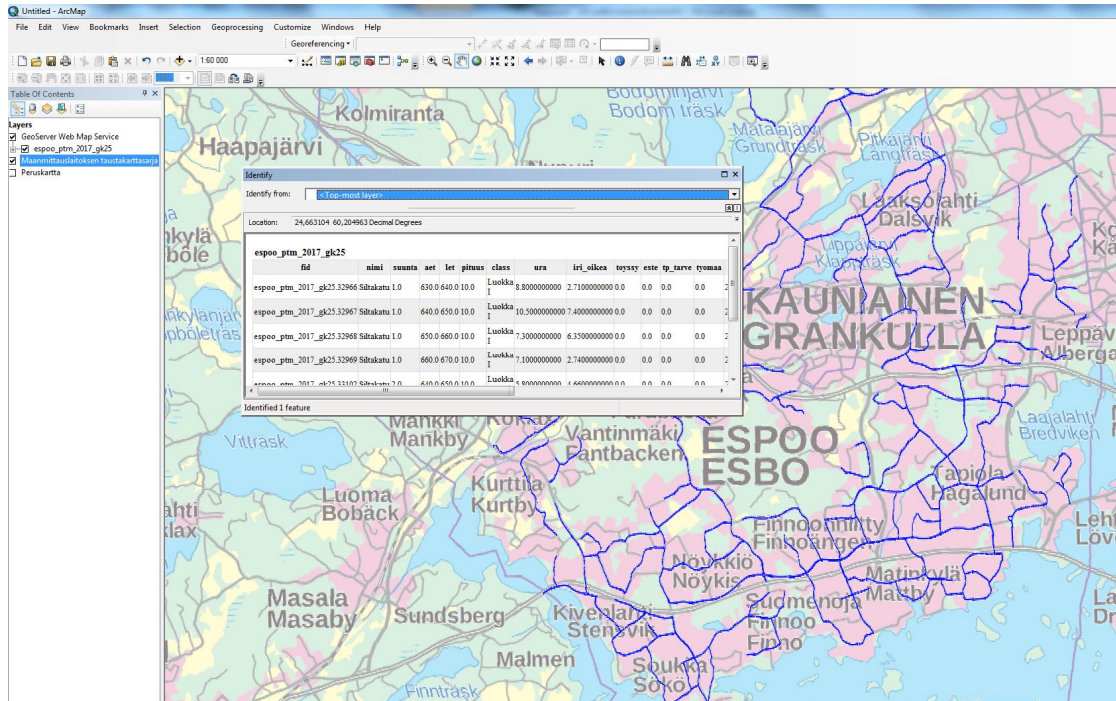 Untitled - ArcMap
File Edit View Bookmarks Insert Selection Geoprocessing Customize Windows Help
Georeferencing
1:60 000
Table Of Contents
Layers
GeoServer Web Map Service
espoo_ptm_2017_gk25
Maanmittauslaitoksen taustakarttasarja
Peruskartta
Kolmiranta
Bodom träsk
Haapajärvi
Matalajärvi
Grundträsk
Pitkäjärvi
Långträsk
Identify
Identify from: <Top-most layer>
Location: 24,663104 60,204963 Decimal Degrees
espoo_ptm_2017_gk25
fid nimi suunta aet let pituus class ura iri_oikea toyssy este tp_tarve tyomaa
espoo_ptm_2017_gk25.32966 Siltakatu 1.0 630.0 640.0 10.0 Luokka I 8.8000000000 2.7100000000 0.0 0.0 0.0 0.0
espoo_ptm_2017_gk25.32967 Siltakatu 1.0 640.0 650.0 10.0 Luokka I 10.5000000000 7.4000000000 0.0 0.0 0.0 0.0
espoo_ptm_2017_gk25.32968 Siltakatu 1.0 650.0 660.0 10.0 Luokka I 7.3000000000 6.3500000000 0.0 0.0 0.0 0.0
espoo_ptm_2017_gk25.32969 Siltakatu 1.0 660.0 670.0 10.0 Luokka I 7.1000000000 2.7400000000 0.0 0.0 0.0 0.0
Identified 1 feature
Laaksolahti
Dalsvik
Lippajärvi
Klappträsk
KAUNIAINEN
GRANKULLA
Mankki
Mankby
Vitträsk
Vantinmäki
Fantbacken
ESPOO
ESBO
Laajalahti
Bredviken
Luoma
Bobäck
Kurttila
Kurtby
Tapiola
Hagalund
Finnoonniitty
Finnoängen
Nöykkiö
Nöykis
Matinkylä
Mattby
Masala
Masaby
Sundsberg
Kivenlahti
Stensvik
Suomenoja
Finnoo
Finno
Malmen
Soukka
Sökö
Finnträsk